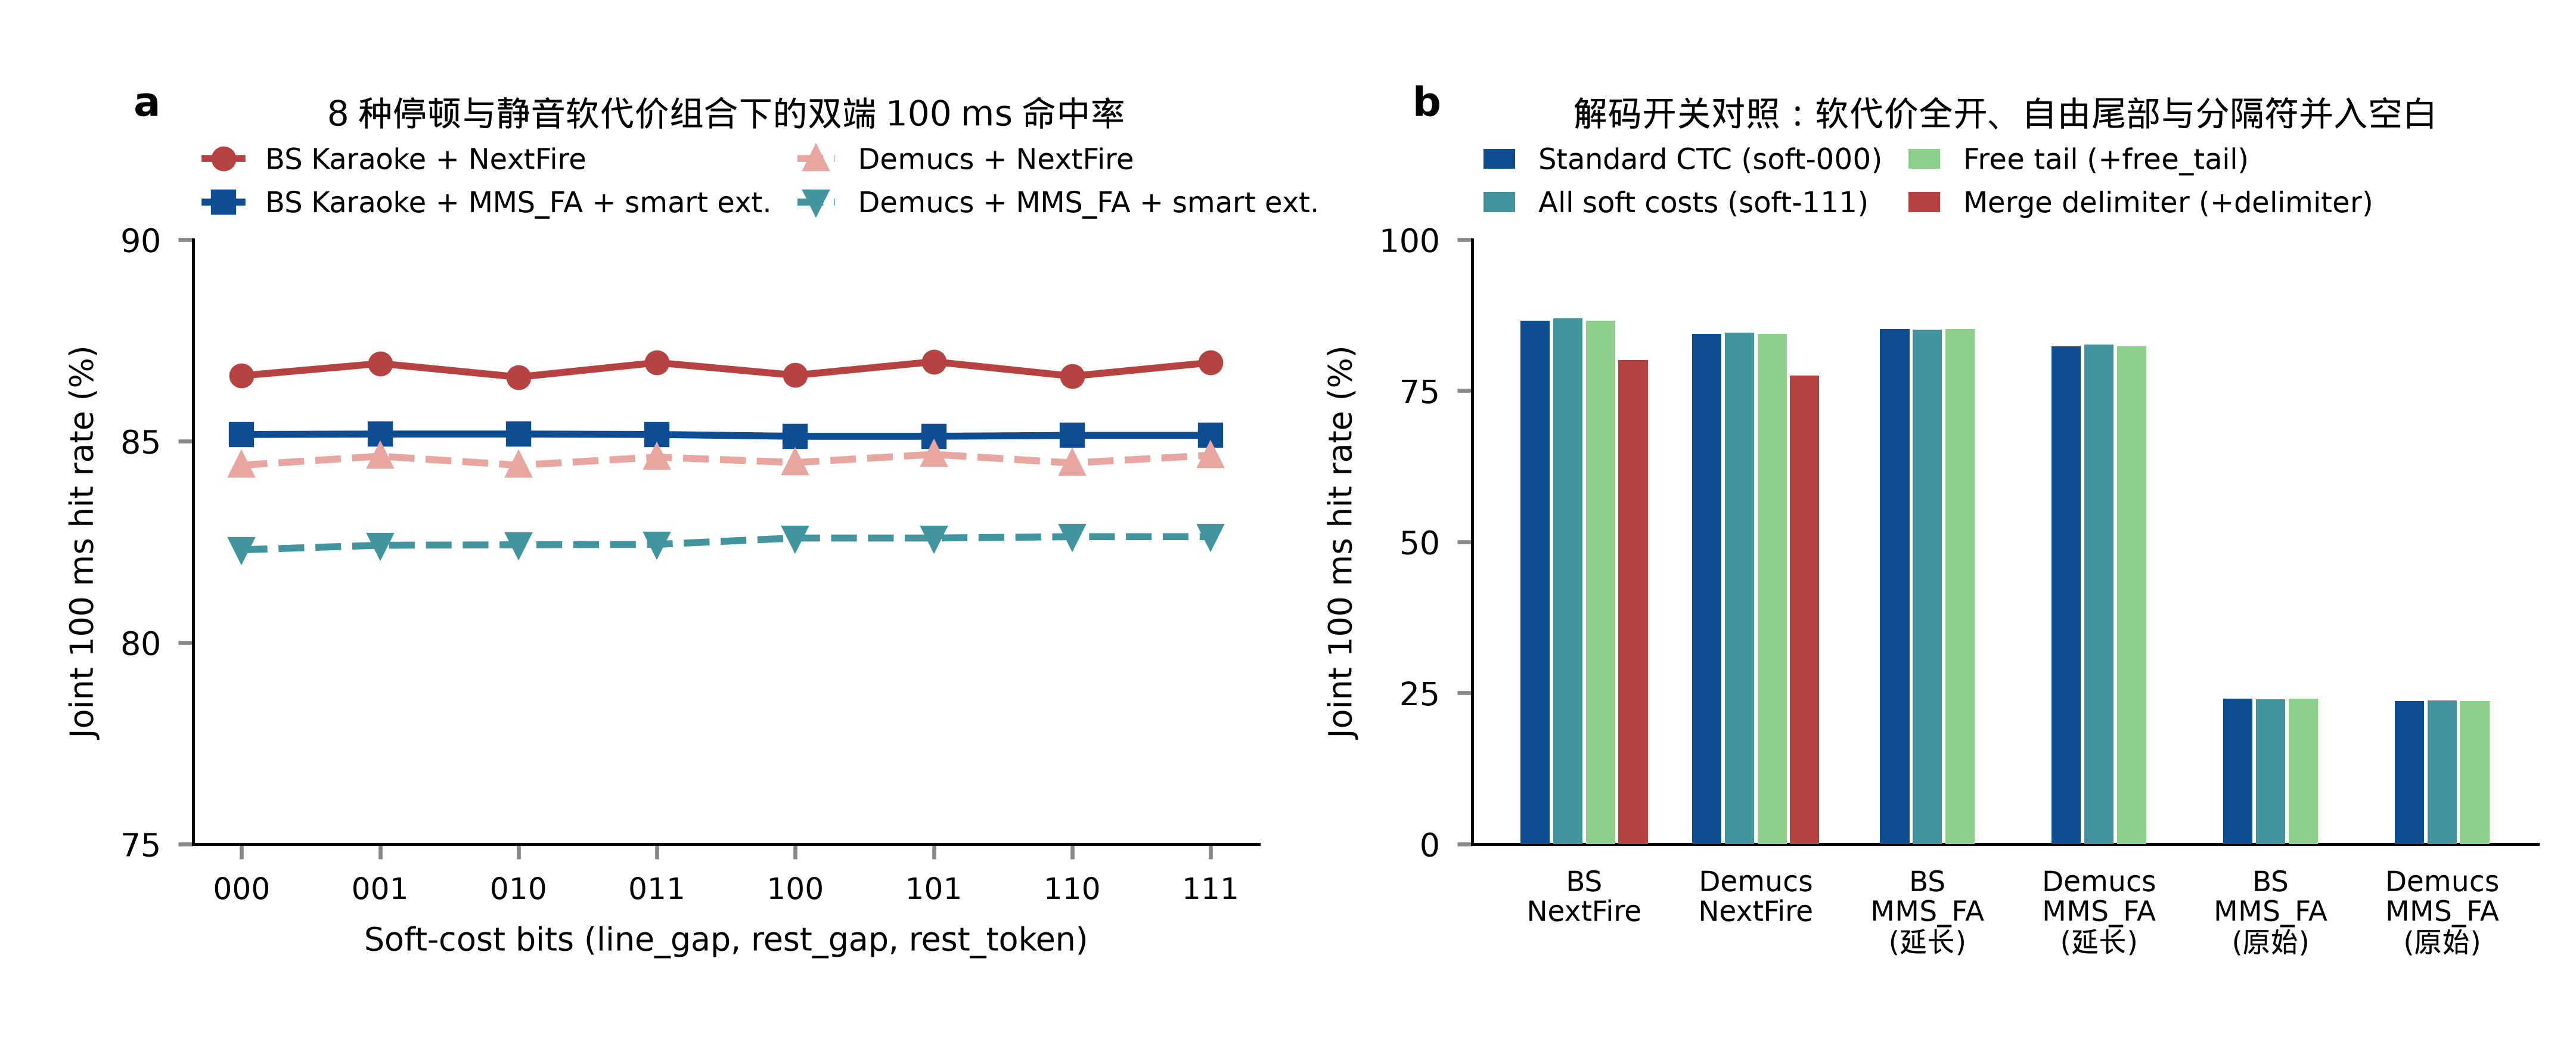 a
8 种停顿与静音软代价组合下的双端 100 ms 命中率
BS Karaoke + NextFire
Demucs + NextFire
BS Karaoke + MMS_FA + smart ext.
Demucs + MMS_FA + smart ext.
90
85
80
75
Joint 100 ms hit rate (%)
000 001 010 011 100 101 110 111
Soft-cost bits (line_gap, rest_gap, rest_token)
b
解码开关对照：软代价全开、自由尾部与分隔符并入空白
Standard CTC (soft-000)
Free tail (+free_tail)
All soft costs (soft-111)
Merge delimiter (+delimiter)
100
75
50
25
0
Joint 100 ms hit rate (%)
BS
NextFire
Demucs
NextFire
BS
MMS_FA
(延长)
Demucs
MMS_FA
(延长)
BS
MMS_FA
(原始)
Demucs
MMS_FA
(原始)